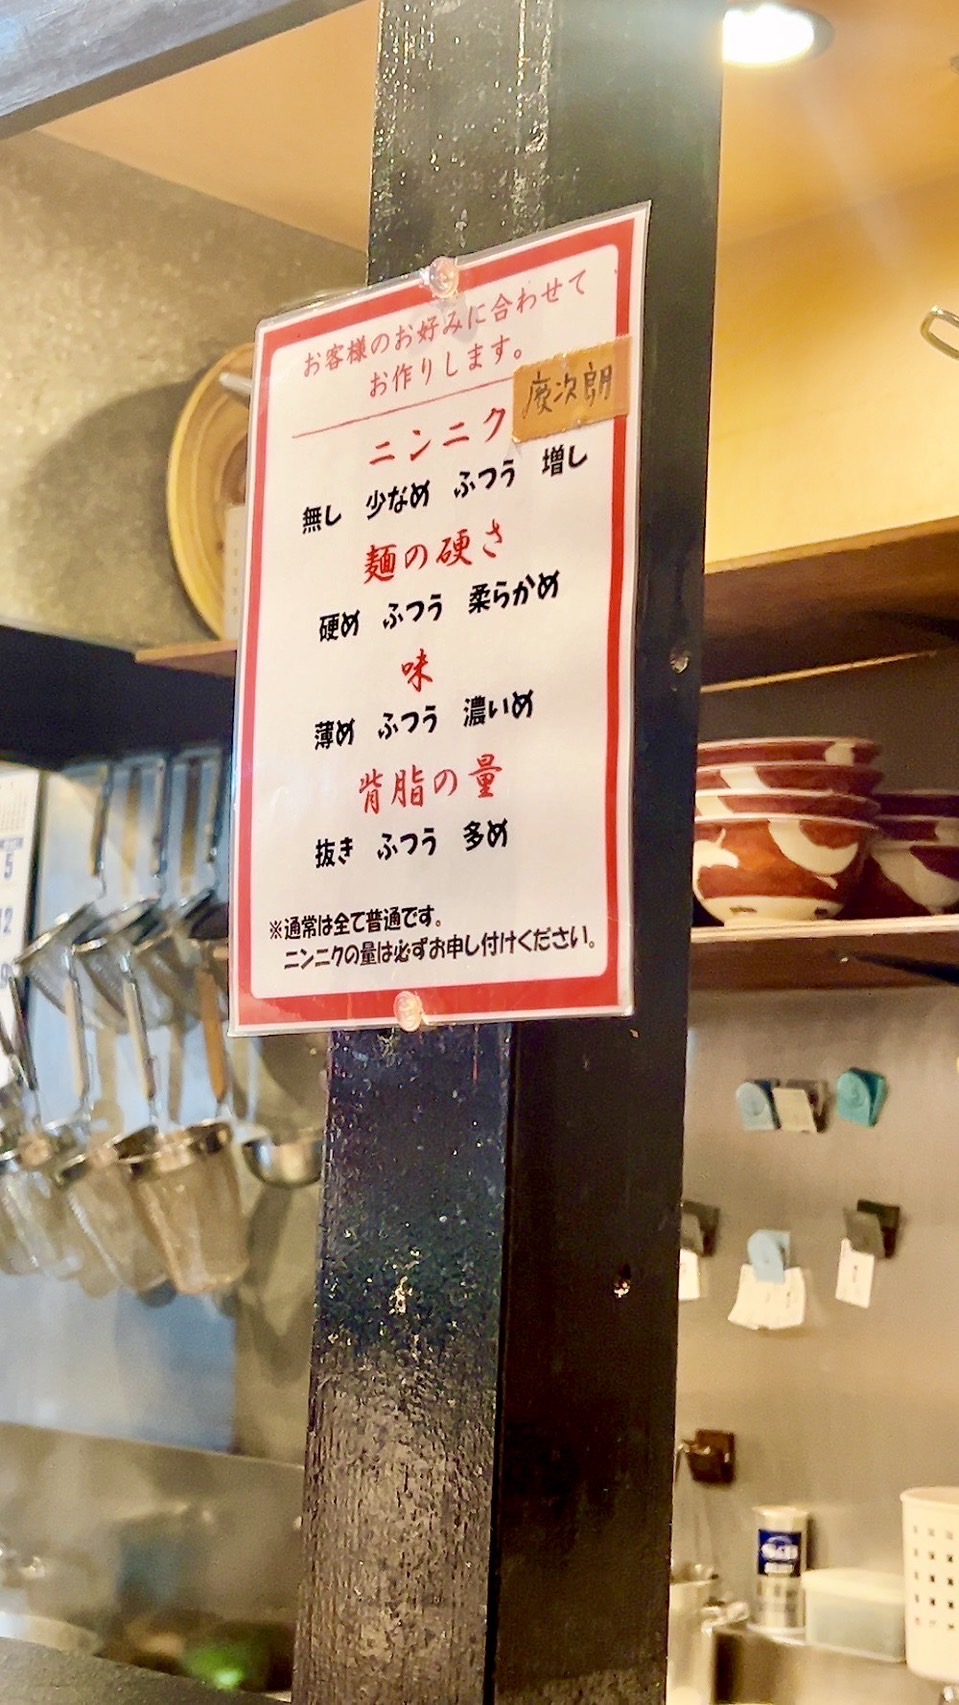 お客様のお好みに合わせて
お作りします。
慶次朗
ニンニク
無し 少なめ ふつう 増し
麺の硬さ
硬め ふつう 柔らかめ
味
薄め ふつう 濃いめ
背脂の量
抜き ふつう 多め
※通常は全て普通です。
ニンニクの量は必ずお申し付けください。
5
12